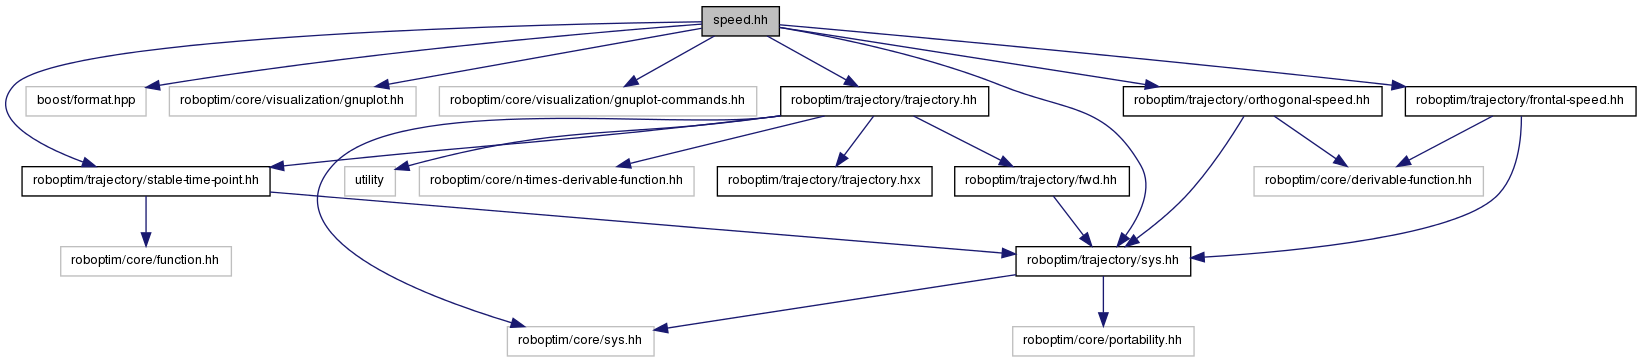 speed.hh
boost/format.hpp
roboptim/core/visualization/gnuplot.hh
roboptim/core/visualization/gnuplot-commands.hh
roboptim/trajectory/trajectory.hh
roboptim/trajectory/orthogonal-speed.hh
roboptim/trajectory/frontal-speed.hh
roboptim/trajectory/stable-time-point.hh
utility
roboptim/core/n-times-derivable-function.hh
roboptim/trajectory/trajectory.hxx
roboptim/trajectory/fwd.hh
roboptim/core/derivable-function.hh
roboptim/core/function.hh
roboptim/trajectory/sys.hh
roboptim/core/sys.hh
roboptim/core/portability.hh